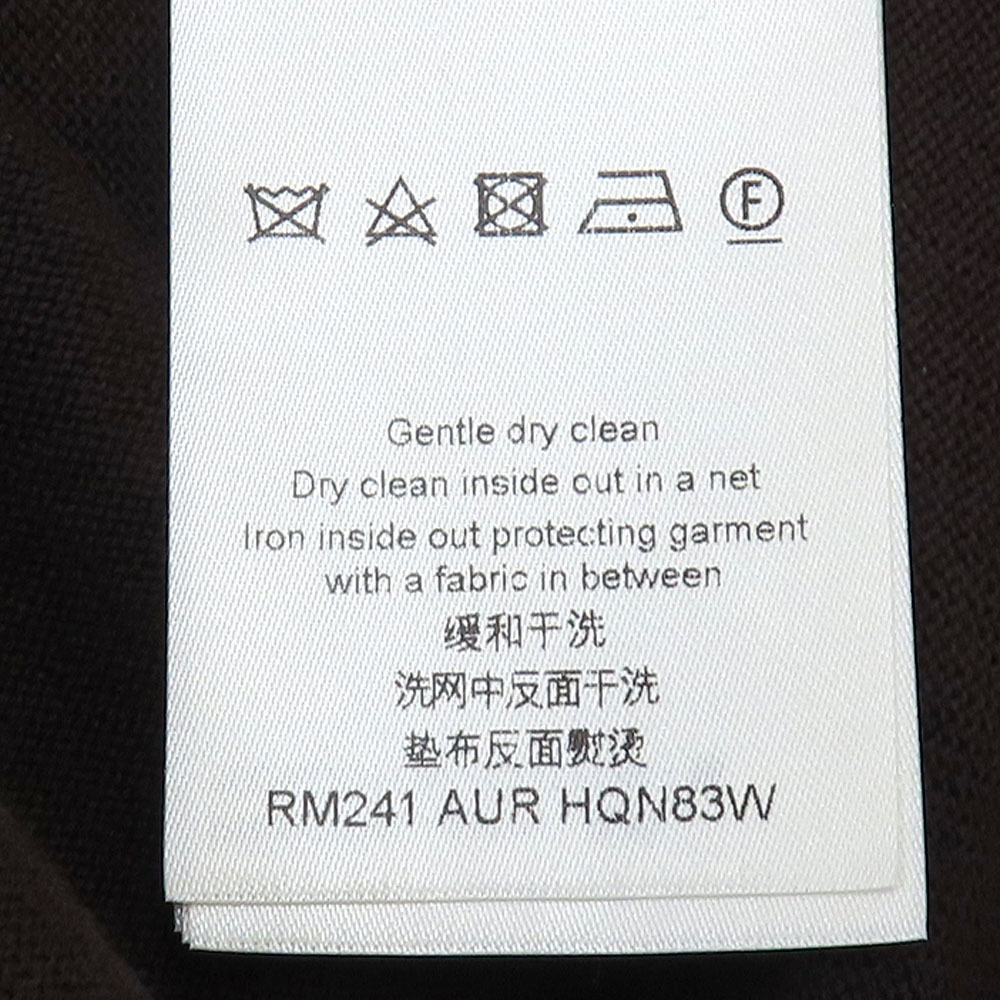 F
Gentle dry clean
Dry clean inside out in a net
Iron inside out protecting garment
with a fabric in between
缓和干洗
洗网中反面干洗
垫布反面熨烫
RM241 AUR HQN83W